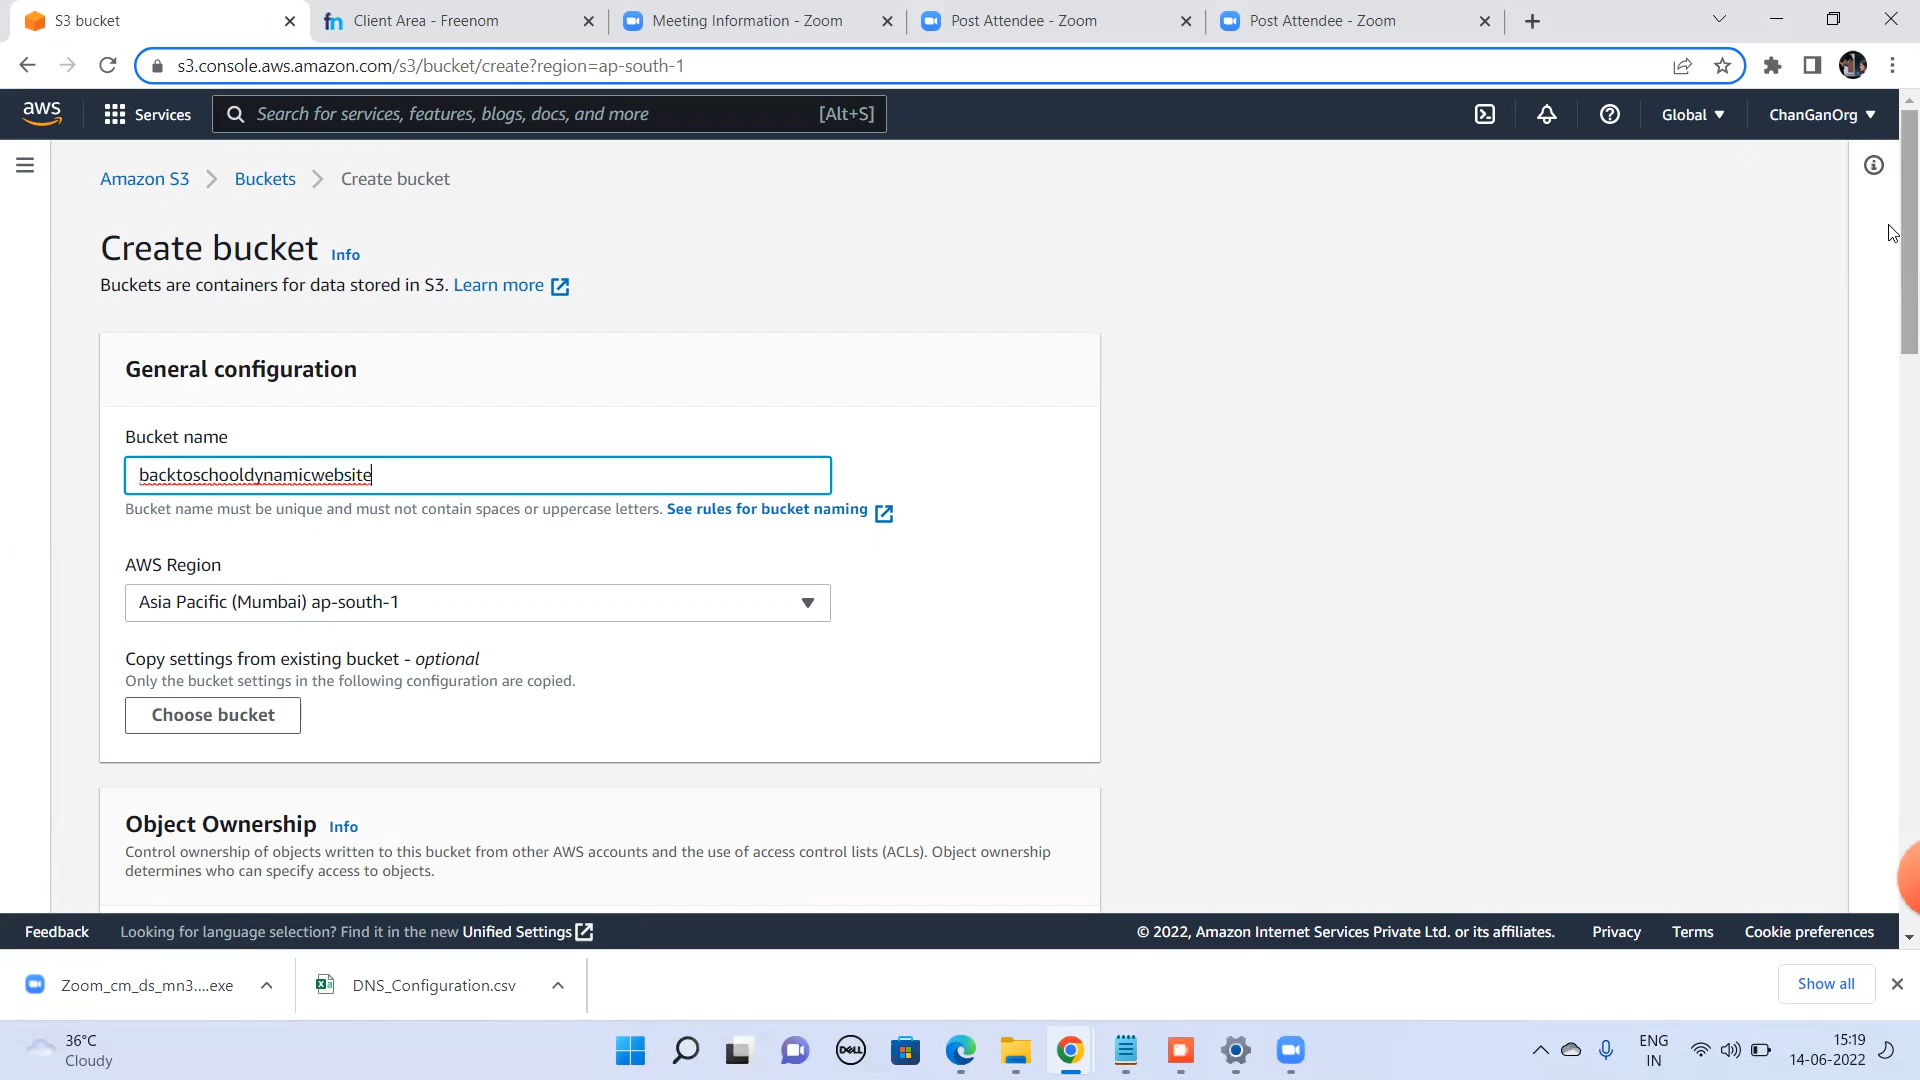 S3 bucket
Client Area - Freenom
Meeting Information - Zoom
Post Attendee - Zoom
Post Attendee - Zoom
s3.console.aws.amazon.com/s3/bucket/create?region=ap-south-1
aws
Services
Search for services, features, blogs, docs, and more
[Alt+S]
Global
ChanGanOrg
Amazon S3
Buckets
Create bucket
Create bucket
Info
Buckets are containers for data stored in S3. Learn more
General configuration
Bucket name
backtoschooldynamicwebsite
Bucket name must be unique and must not contain spaces or uppercase letters. See rules for bucket naming
AWS Region
Asia Pacific (Mumbai) ap-south-1
Copy settings from existing bucket - optional
Only the bucket settings in the following configuration are copied.
Choose bucket
Object Ownership
Info
Control ownership of objects written to this bucket from other AWS accounts and the use of access control lists (ACLs). Object ownership
determines who can specify access to objects.
Feedback
Looking for language selection? Find it in the new Unified Settings
© 2022, Amazon Internet Services Private Ltd. or its affiliates.
Privacy
Terms
Cookie preferences
Zoom_cm_ds_mn3....exe
DNS_Configuration.csv
Show all
36°C
Cloudy
DELL
ENG
IN
15:19
14-06-2022